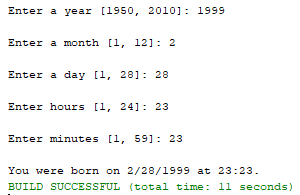 Enter a year [1950, 2010]: 1999
Enter a month [1, 12]: 2
Enter a day [1, 28]: 28
Enter hours [1, 24]: 23
Enter minutes [1, 59]: 23
You were born on 2/28/1999 at 23:23.
BUILD SUCCESSFUL (total time: 11 seconds)